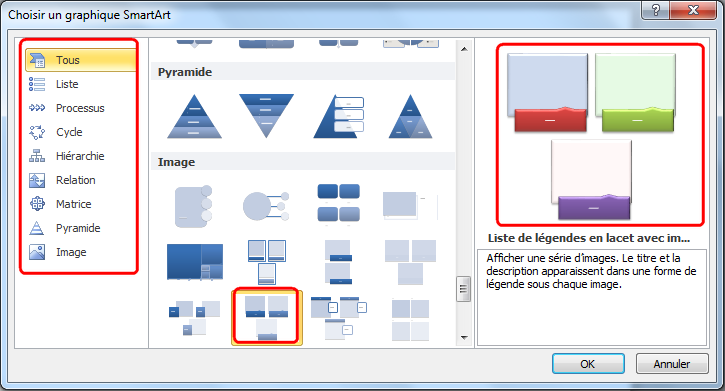 Choisir un graphique SmartArt
Tous
Liste
Processus
Cycle
Hiérarchie
Relation
Matrice
Pyramide
Image
Pyramide
Image
Liste de légendes en lacet avec im...
Afficher une série d'images. Le titre et la
description apparaissent dans une forme de
légende sous chaque image.
OK
Annuler